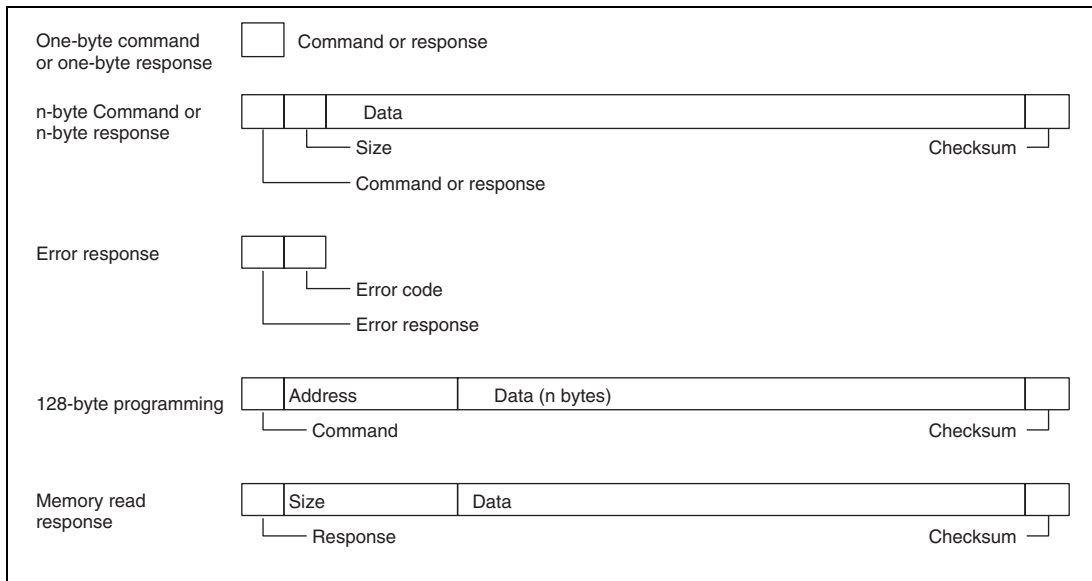 One-byte command
or one-byte response
Command or response
n-byte Command or
n-byte response
Data
Size
Checksum
Command or response
Error response
Error code
Error response
128-byte programming
Address
Data (n bytes)
Command
Checksum
Memory read
response
Size
Data
Response
Checksum